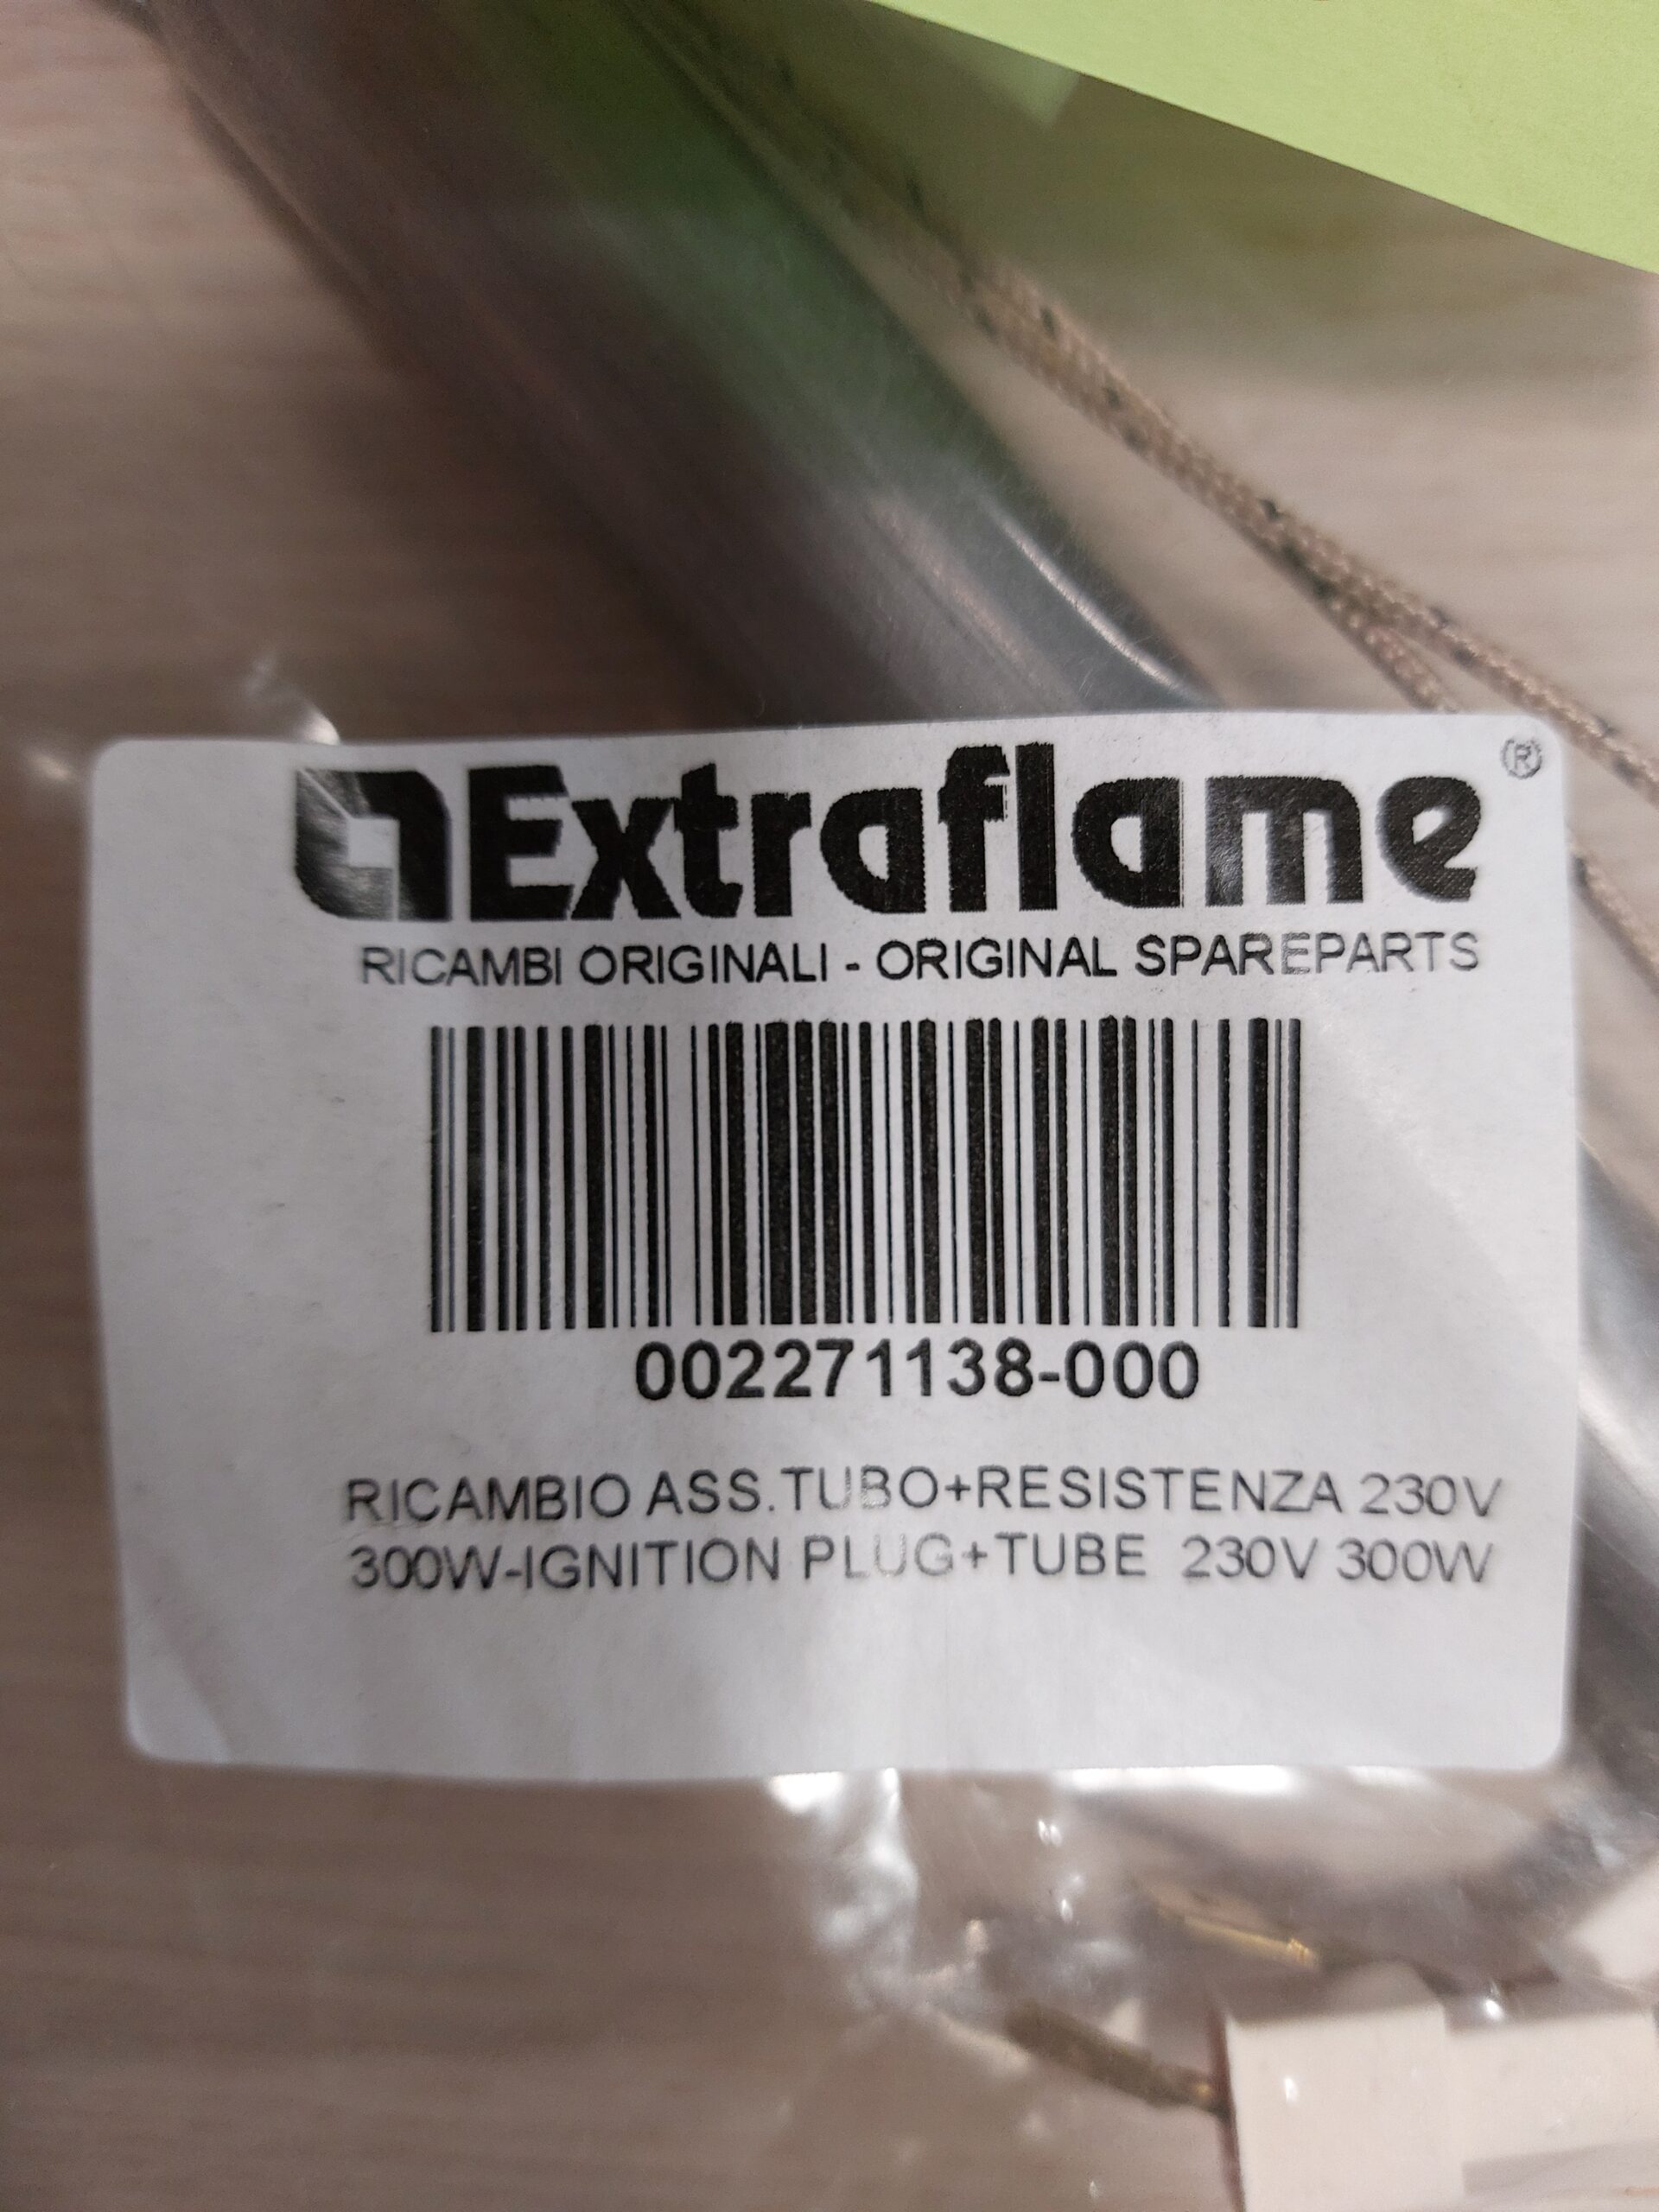 Extraflame®
RICAMBI ORIGINALI - ORIGINAL SPAREPARTS
002271138-000
RICAMBIO ASS.TUBO+RESISTENZA 230V
300W-IGNITION PLUG+TUBE 230V 300W